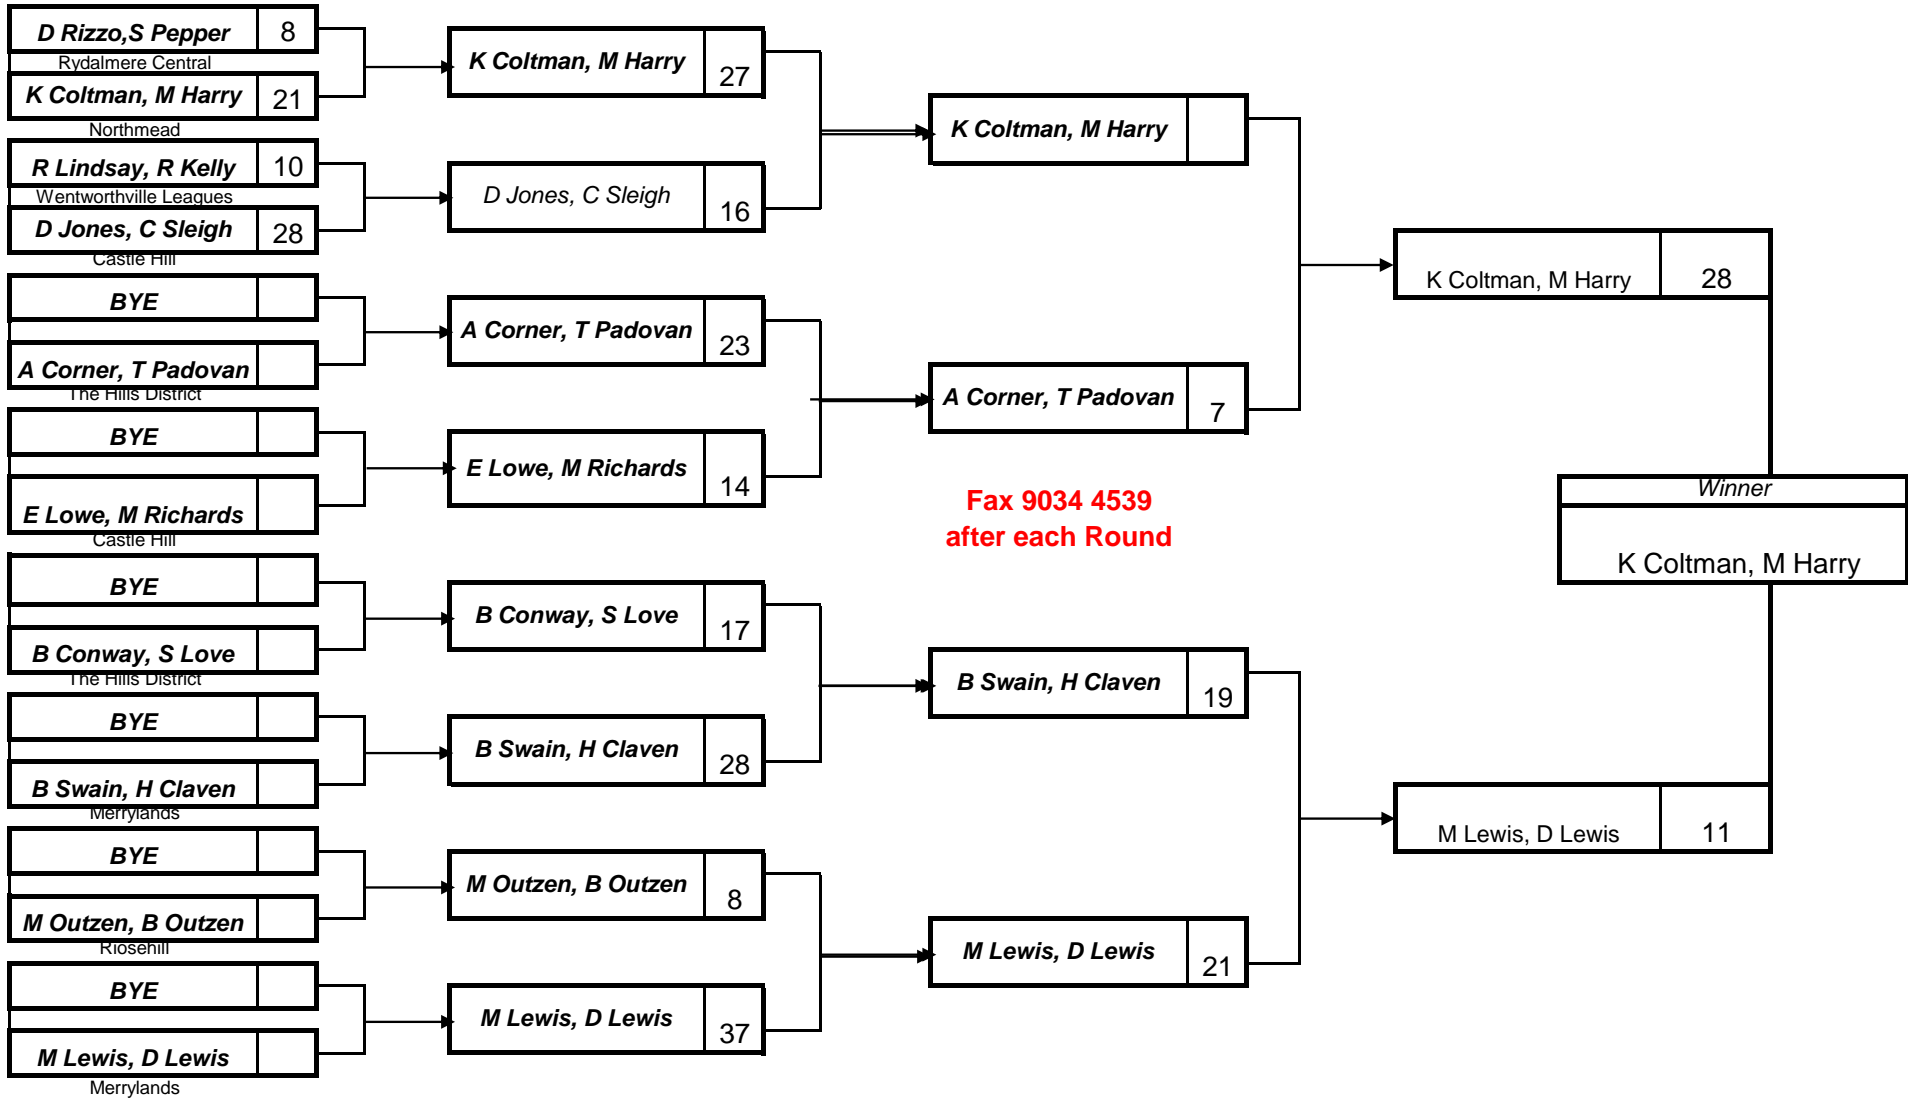 D Rizzo,S Pepper 8
Rydalmere Central
K Coltman, M Harry 21
Northmead
R Lindsay, R Kelly 10
Wentworthville Leagues
D Jones, C Sleigh 28
Castle Hill
BYE
A Corner, T Padovan
The Hills District
BYE
E Lowe, M Richards
Castle Hill
BYE
B Conway, S Love
The Hills District
BYE
B Swain, H Claven
Merrylands
BYE
M Outzen, B Outzen
Riosehill
BYE
M Lewis, D Lewis
Merrylands
K Coltman, M Harry 27
D Jones, C Sleigh 16
A Corner, T Padovan 23
E Lowe, M Richards 14
B Conway, S Love 17
B Swain, H Claven 28
M Outzen, B Outzen 8
M Lewis, D Lewis 37
K Coltman, M Harry
A Corner, T Padovan 7
Fax 9034 4539
after each Round
B Swain, H Claven 19
M Lewis, D Lewis 21
K Coltman, M Harry 28
M Lewis, D Lewis 11
Winner
K Coltman, M Harry